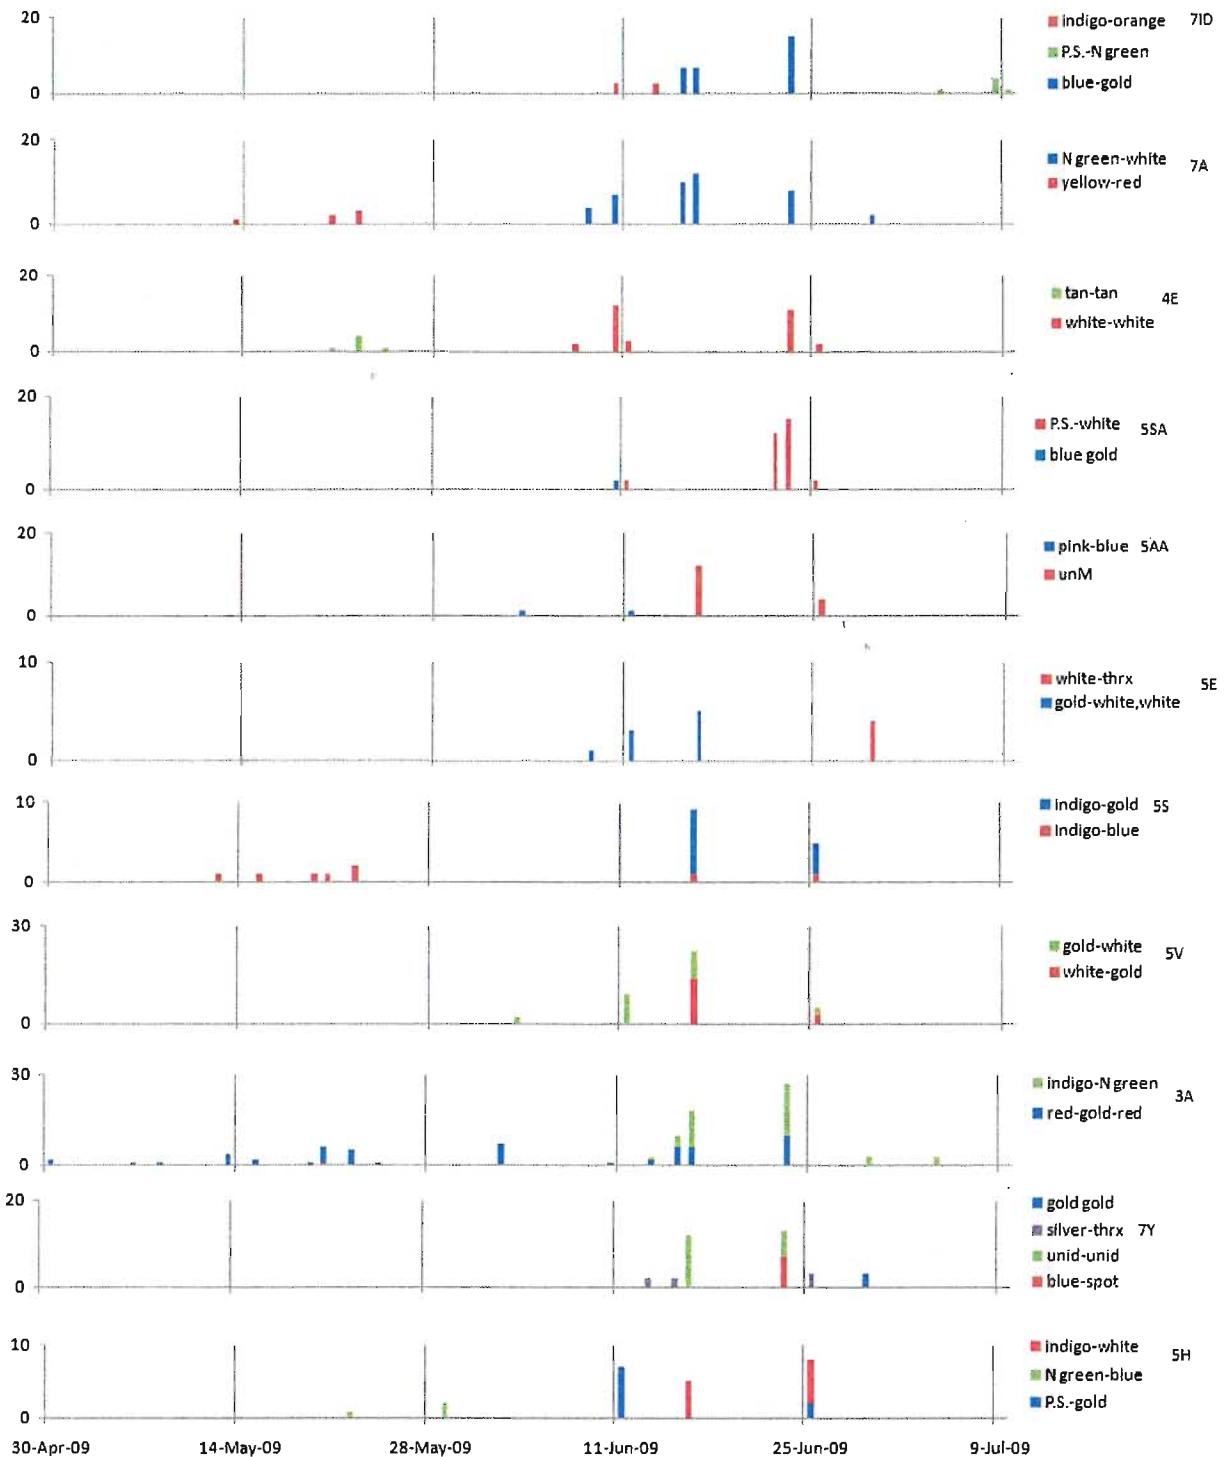 20
0
indigo-orange 7ID
P.S.-N green
blue-gold
20
0
N green-white 7A
yellow-red
20
0
tan-tan 4E
white-white
20
0
P.S.-white 5SA
blue gold
20
0
pink-blue 5AA
unM
10
0
white-thrx 5E
gold-white,white
10
0
indigo-gold 5S
indigo-blue
30
0
gold-white 5V
white-gold
30
0
indigo-N green 3A
red-gold-red
20
0
gold gold
silver-thrx 7Y
unid-unid
blue-spot
10
0
indigo-white 5H
N green-blue
P.S.-gold
30-Apr-09 14-May-09 28-May-09 11-Jun-09 25-Jun-09 9-Jul-09